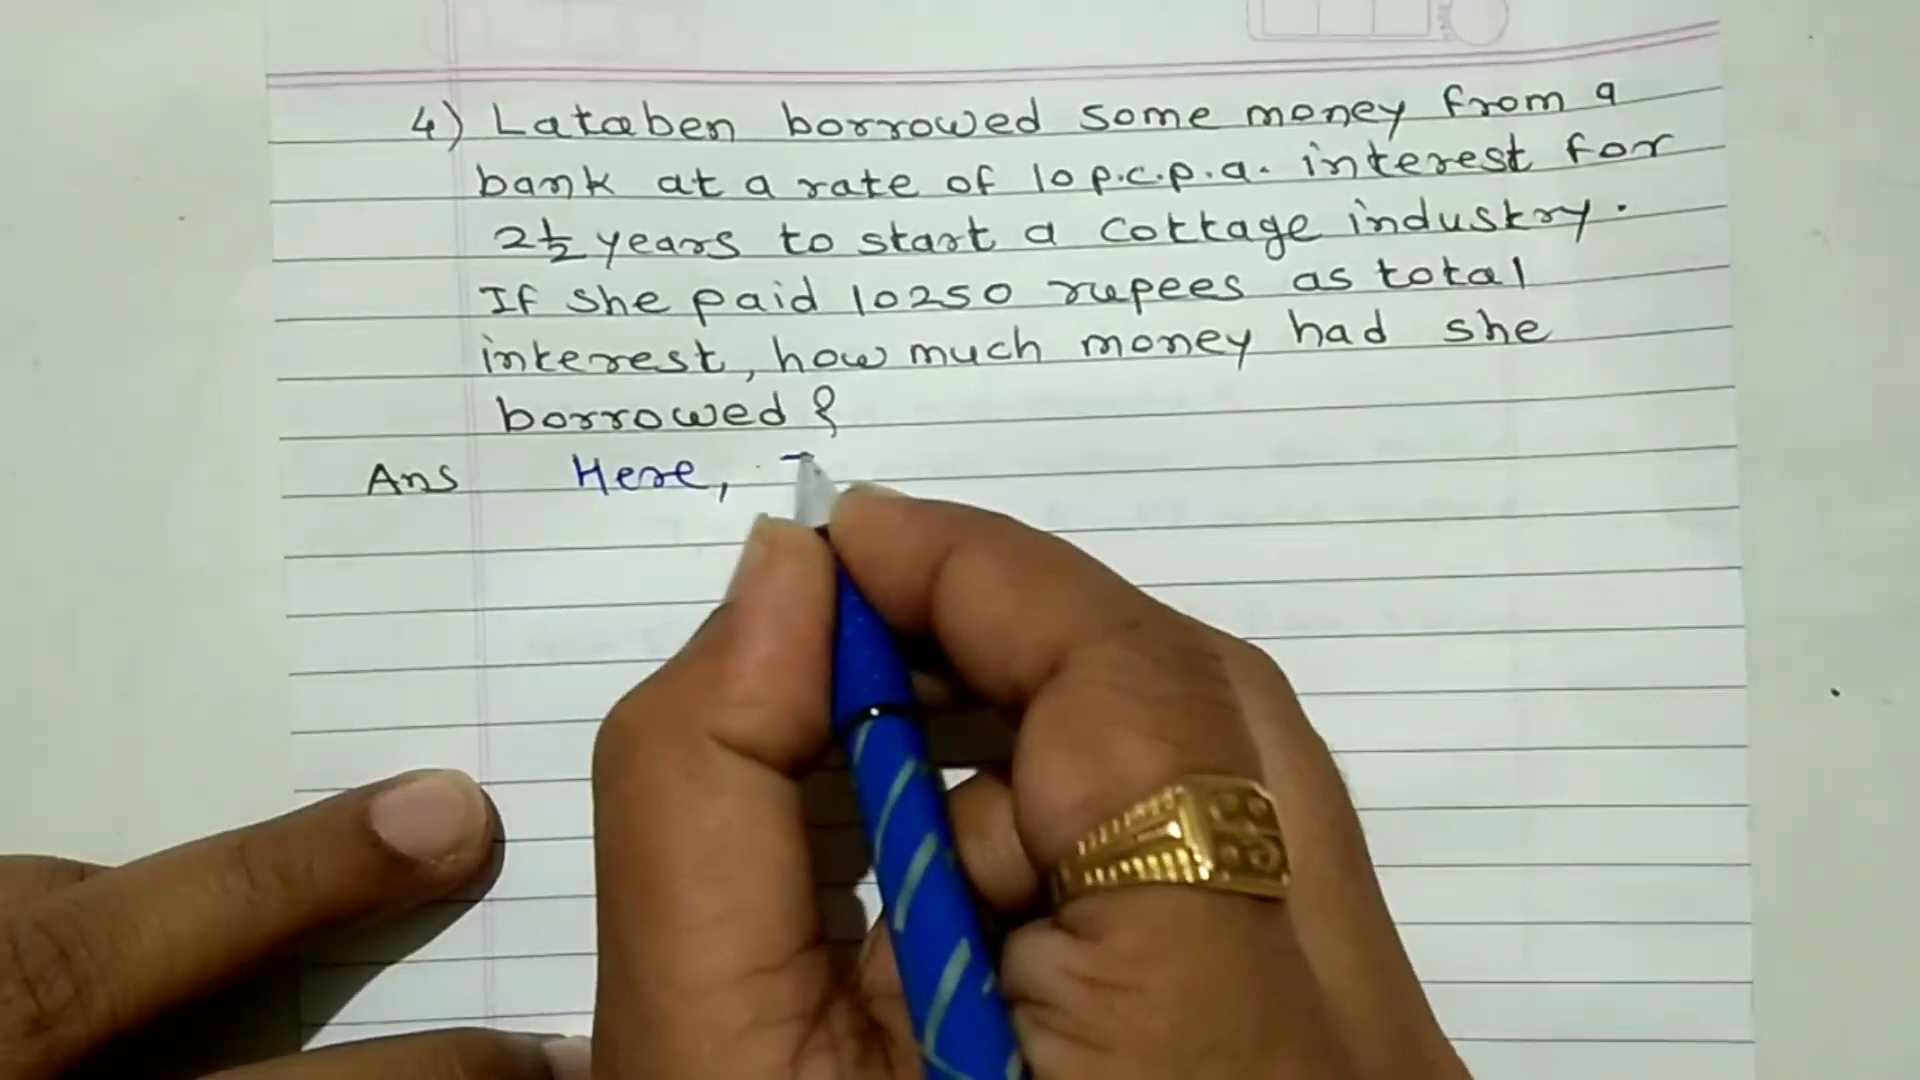 4) Lataben borrowed some money from a
bank at a rate of 10 p.c.p.a. interest for
2½ years to start a cottage industry.
If she paid 10250 rupees as total
interest, how much money had she
borrowed?
Ans Here,